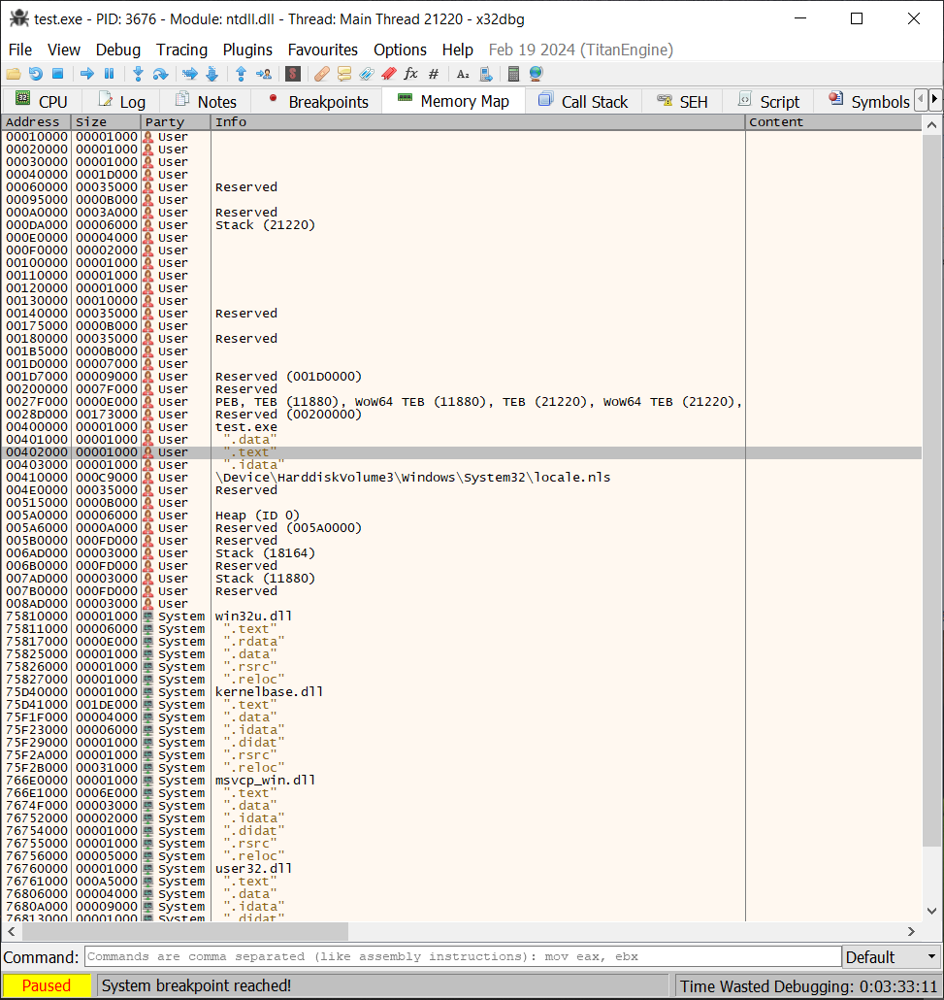 test.exe - PID: 3676 - Module: ntdll.dll - Thread: Main Thread 21220 - x32dbg
File View Debug Tracing Plugins Favourites Options Help Feb 19 2024 (TitanEngine)
CPU Log Notes Breakpoints Memory Map Call Stack SEH Script Symbols
Address Size Party Info Content
00010000 00001000 User
00020000 00001000 User
00030000 00001000 User
00040000 0001D000 User
00060000 00035000 User Reserved
00095000 0000B000 User
000A0000 0003A000 User Reserved
000DA000 00006000 User Stack (21220)
000E0000 00004000 User
000F0000 00002000 User
00100000 00001000 User
00110000 00001000 User
00120000 00001000 User
00130000 00010000 User
00140000 00035000 User Reserved
00175000 0000B000 User
00180000 00035000 User Reserved
001B5000 0000B000 User
001D0000 00007000 User
001D7000 00009000 User Reserved (001D0000)
00200000 0007F000 User Reserved
0027F000 0000E000 User PEB, TEB (11880), WoW64 TEB (11880), TEB (21220), WoW64 TEB (21220),
0028D000 00173000 User Reserved (00200000)
00400000 00001000 User test.exe
00401000 00001000 User ".data"
00402000 00001000 User ".text"
00403000 00001000 User ".idata"
00410000 000C9000 User \Device\HarddiskVolume3\Windows\System32\locale.nls
004E0000 00035000 User Reserved
00515000 0000B000 User
005A0000 00006000 User Heap (ID 0)
005A6000 0000A000 User Reserved (005A0000)
005B0000 000FD000 User Reserved
006AD000 00003000 User Stack (18164)
006B0000 000FD000 User Reserved
007AD000 00003000 User Stack (11880)
007B0000 000FD000 User Reserved
008AD000 00003000 User
75810000 00001000 System win32u.dll
75811000 00006000 System ".text"
75817000 0000E000 System ".rdata"
75825000 00001000 System ".data"
75826000 00001000 System ".rsrc"
75827000 00001000 System ".reloc"
75D40000 00001000 System kernelbase.dll
75D41000 001DE000 System ".text"
75F1F000 00004000 System ".data"
75F23000 00006000 System ".idata"
75F29000 00001000 System ".didat"
75F2A000 00001000 System ".rsrc"
75F2B000 00031000 System ".reloc"
766E0000 00001000 System msvcp_win.dll
766E1000 0006E000 System ".text"
7674F000 00003000 System ".data"
76752000 00002000 System ".idata"
76754000 00001000 System ".didat"
76755000 00001000 System ".rsrc"
76756000 00005000 System ".reloc"
76760000 00001000 System user32.dll
76761000 000A5000 System ".text"
76806000 00004000 System ".data"
7680A000 00009000 System ".idata"
76813000 00001000 System ".didat"
Command: Commands are comma separated (like assembly instructions): mov eax, ebx Default
Paused System breakpoint reached! Time Wasted Debugging: 0:03:33:11